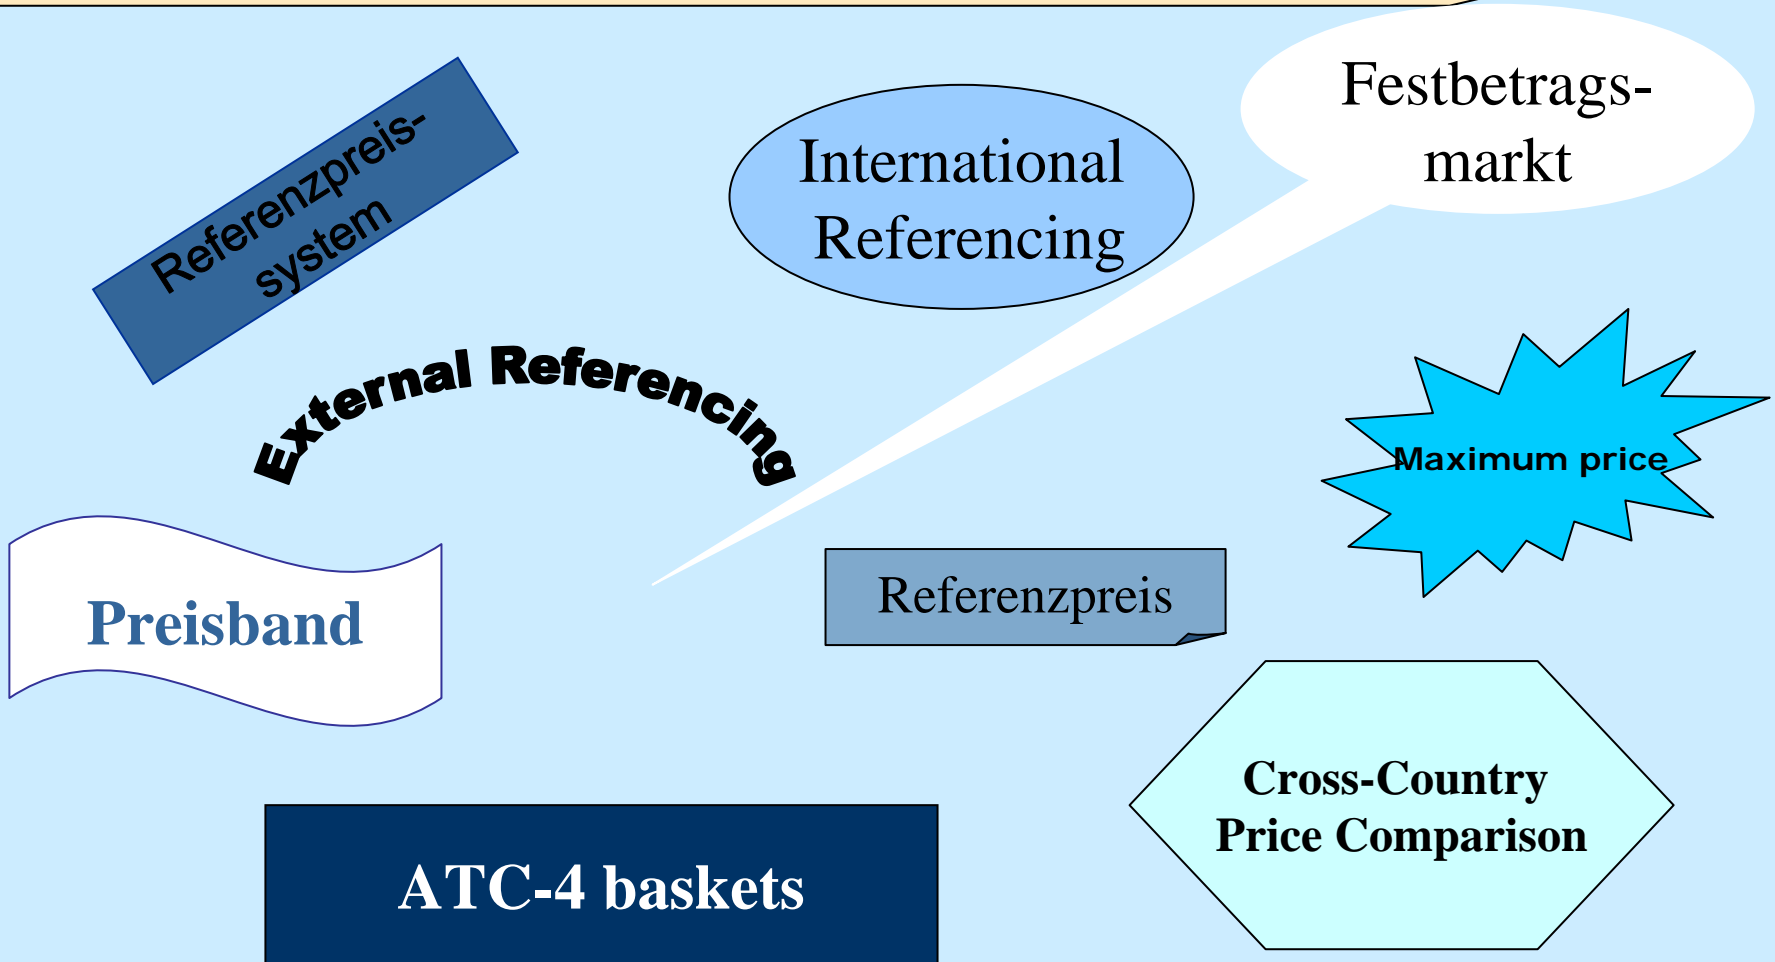 Referenzpreis-
system
International
Referencing
Festbetrags-
markt
External Referencing
Maximum price
Preisband
Referenzpreis
Cross-Country
Price Comparison
ATC-4 baskets